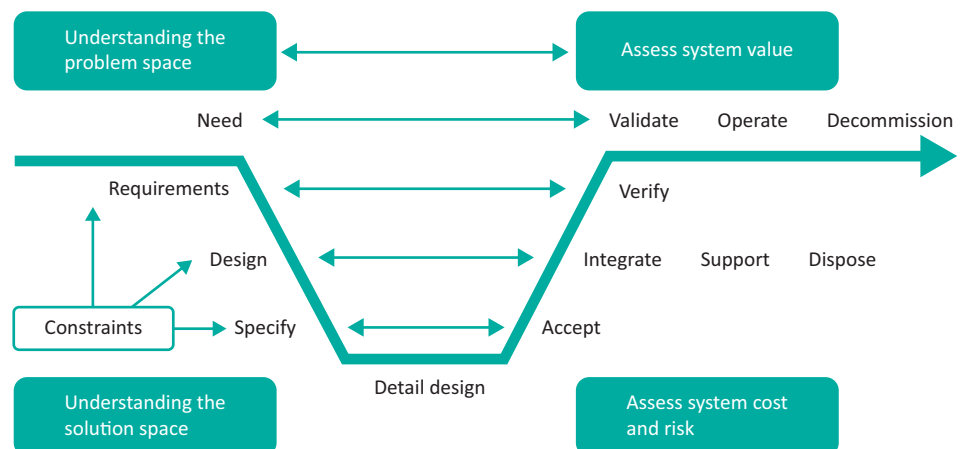 Understanding the
problem space
Assess system value
Need
Validate Operate Decommission
Requirements
Verify
Design
Integrate Support Dispose
Constraints
Specify
Accept
Detail design
Understanding the
solution space
Assess system cost
and risk